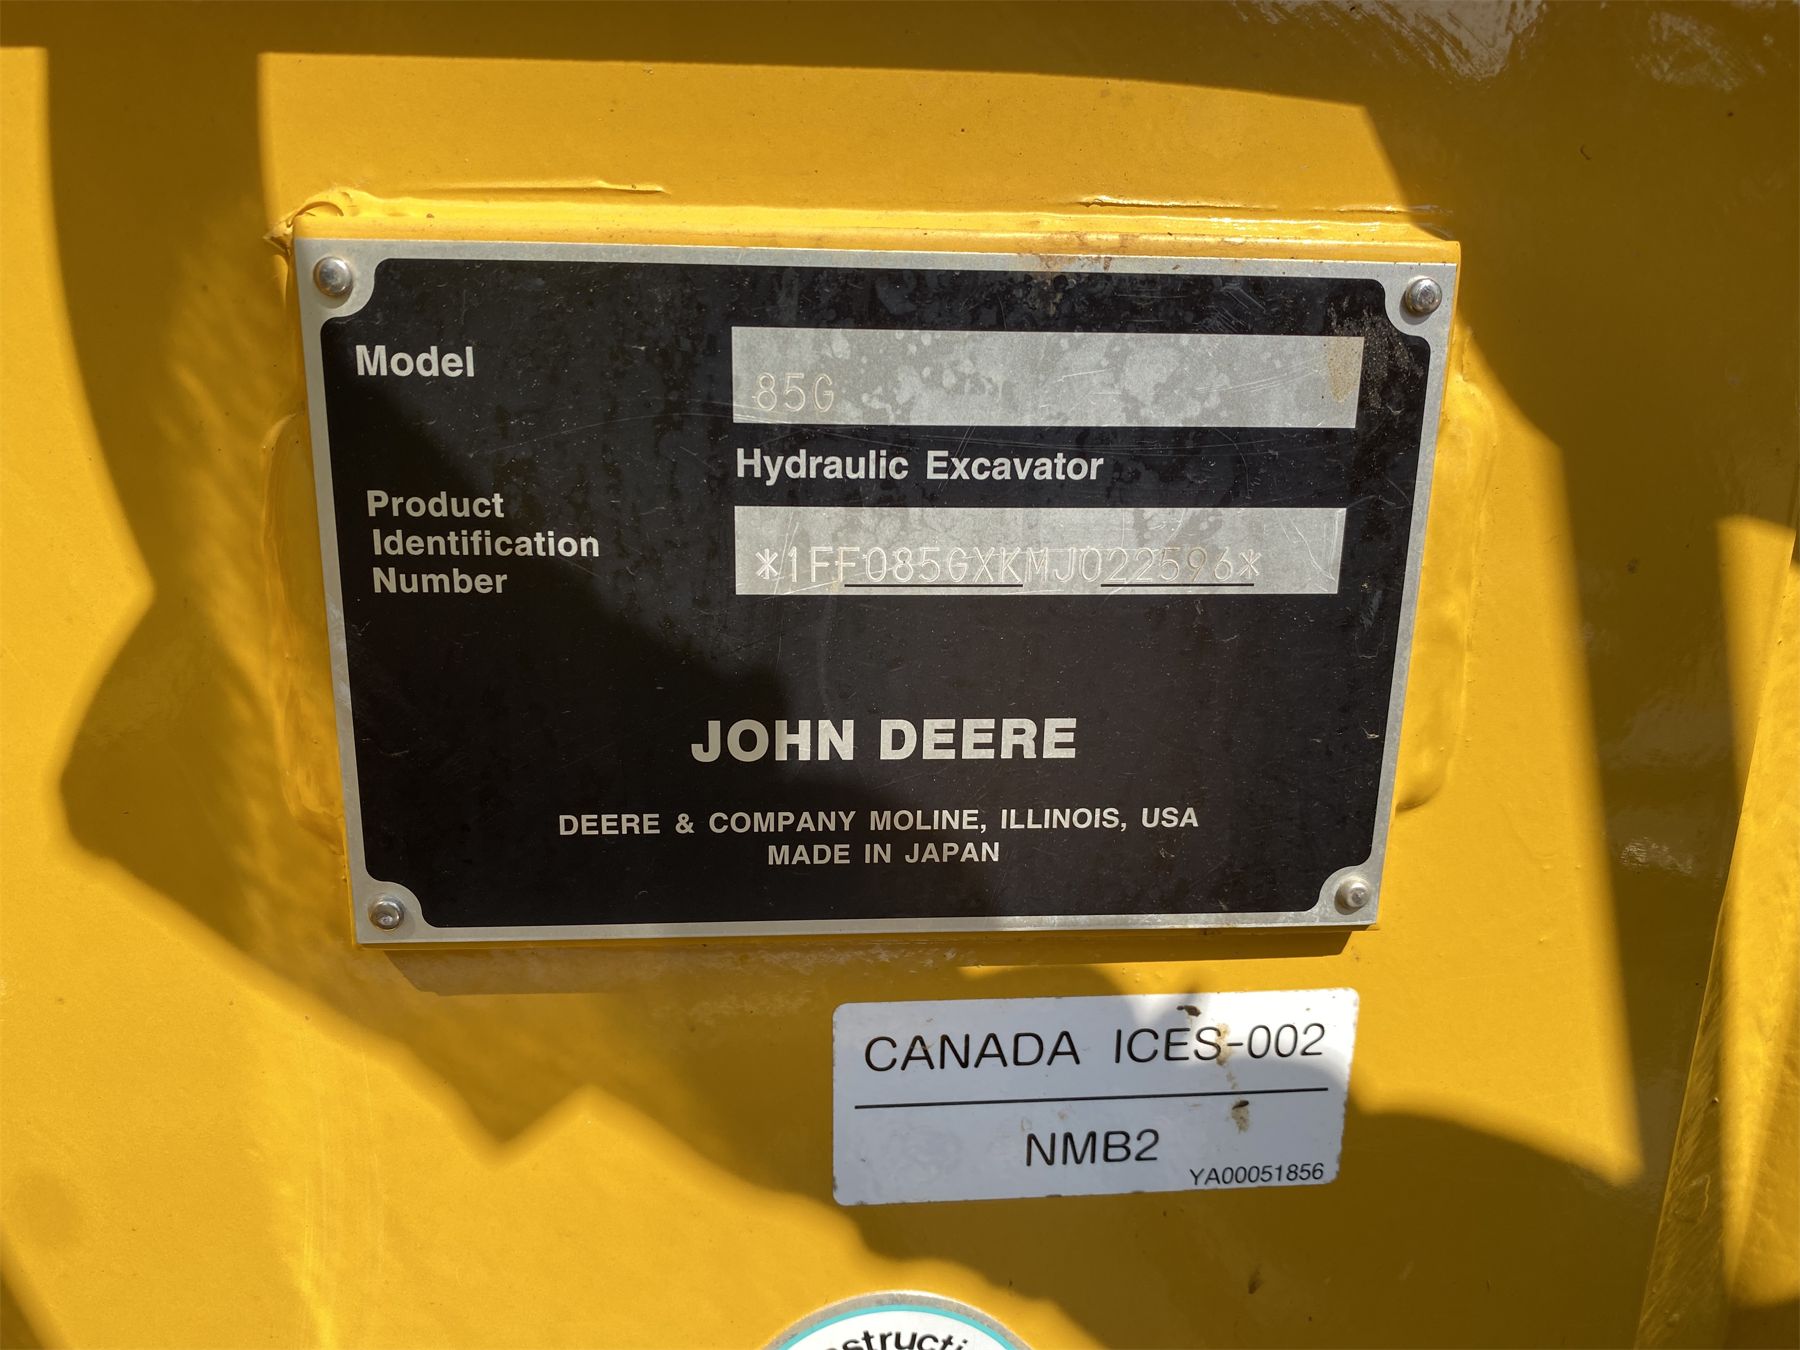 Model
85G
Hydraulic Excavator
Product
Identification
Number
*1FF085GXKMJ022596*
JOHN DEERE
DEERE & COMPANY MOLINE, ILLINOIS, USA
MADE IN JAPAN
CANADA ICES-002
NMB2
YA00051856